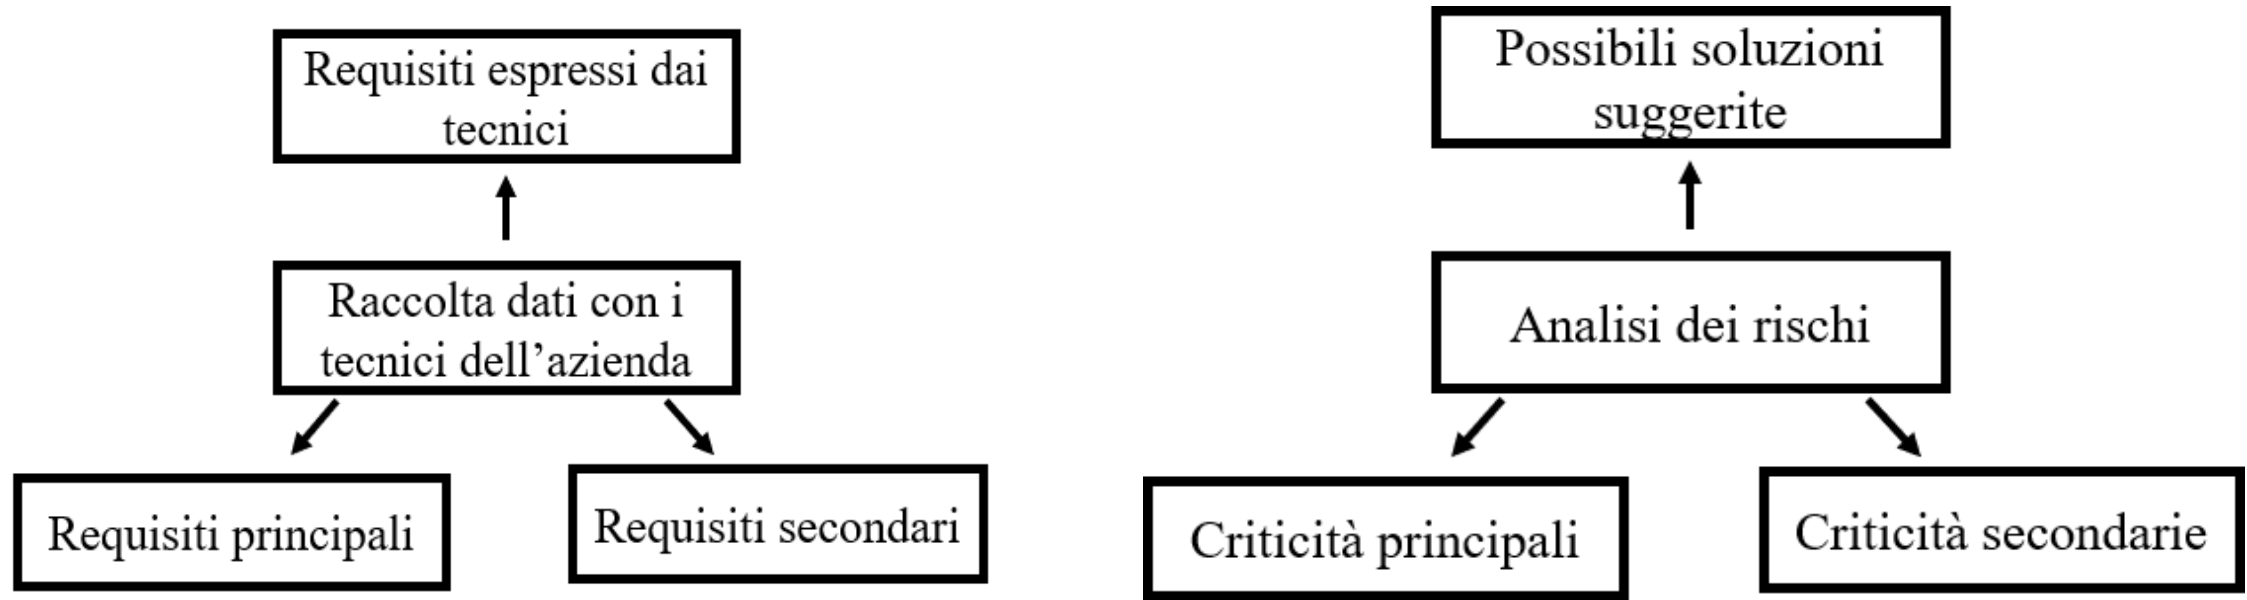 Requisiti espressi dai
tecnici
Raccolta dati con i
tecnici dell’azienda
Requisiti principali
Requisiti secondari
Possibili soluzioni
suggerite
Analisi dei rischi
Criticità principali
Criticità secondarie